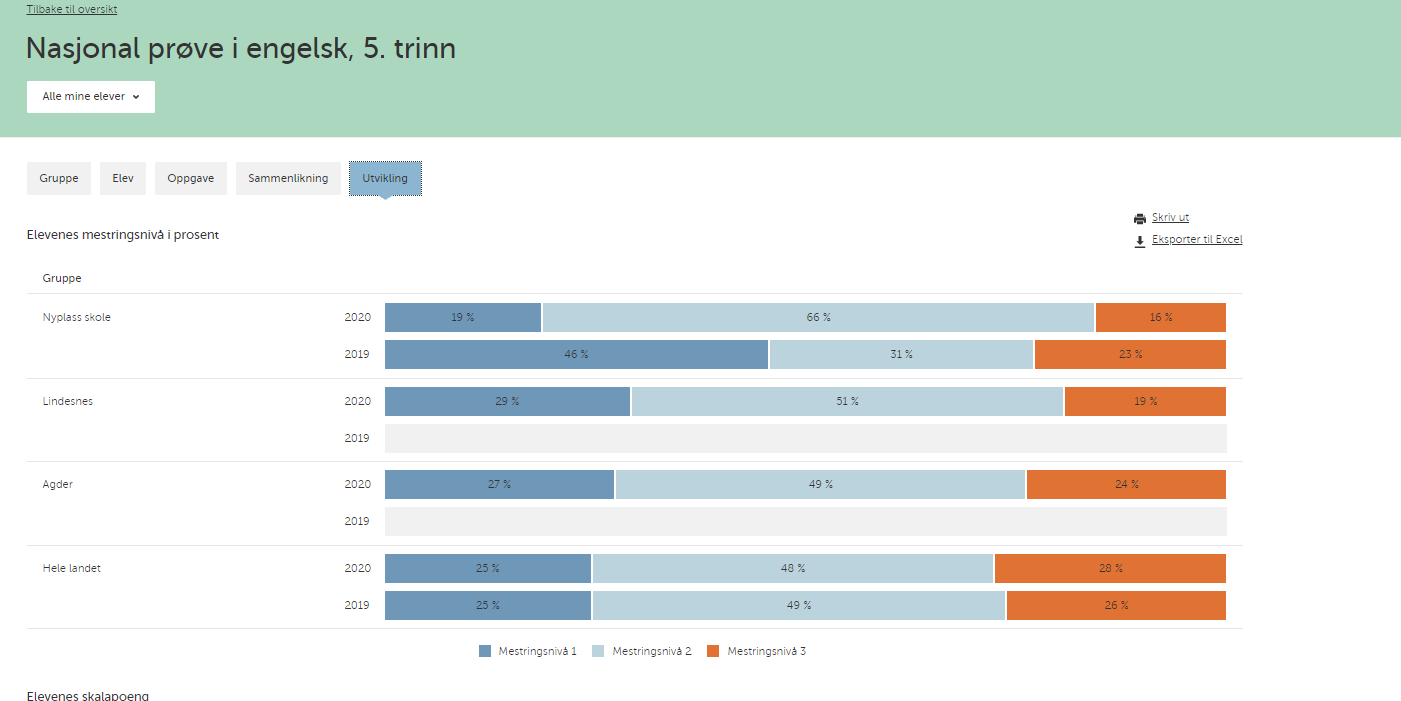 Tilbake til oversikt
Nasjonal prøve i engelsk, 5. trinn
Alle mine elever
Gruppe Elev Oppgave Sammenlikning Utvikling
Skriv ut
Elevenes mestringsnivå i prosent
Eksporter til Excel
Gruppe
Nyplass skole 2020 19 % 66 % 16 %
2019 46 % 31 % 23 %
Lindesnes 2020 29 % 51 % 19 %
2019
Agder 2020 27 % 49 % 24 %
2019
Hele landet 2020 25 % 48 % 28 %
2019 25 % 49 % 26 %
Mestringsnivå 1 Mestringsnivå 2 Mestringsnivå 3
Elevenes skalapoeng